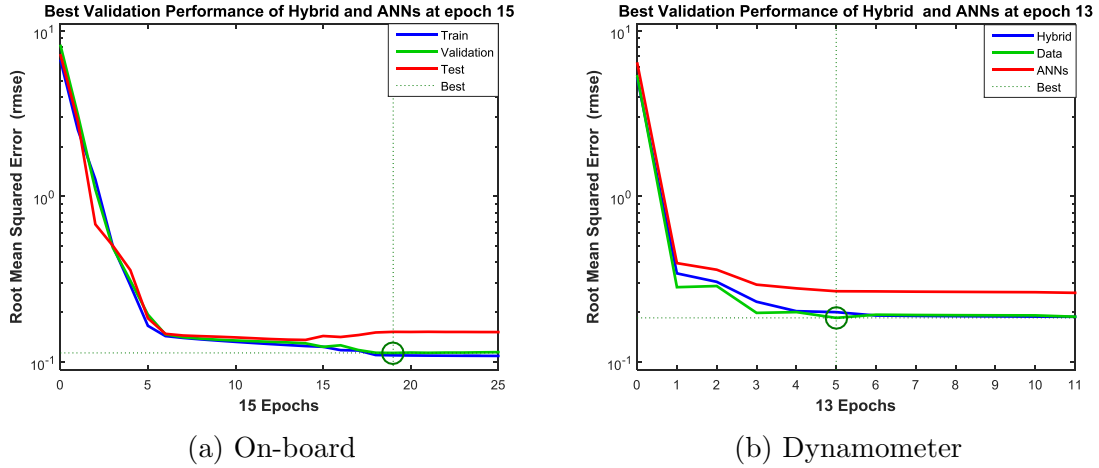 Best Validation Performance of Hybrid and ANNs at epoch 15
Root Mean Squared Error (rmse)
10^1
10^0
10^-1
Train
Validation
Test
Best
0 5 10 15 20 25
15 Epochs
(a) On-board
Best Validation Performance of Hybrid and ANNs at epoch 13
Root Mean Squared Error (rmse)
10^1
10^0
10^-1
Hybrid
Data
ANNs
Best
0 1 2 3 4 5 6 7 8 9 10 11
13 Epochs
(b) Dynamometer